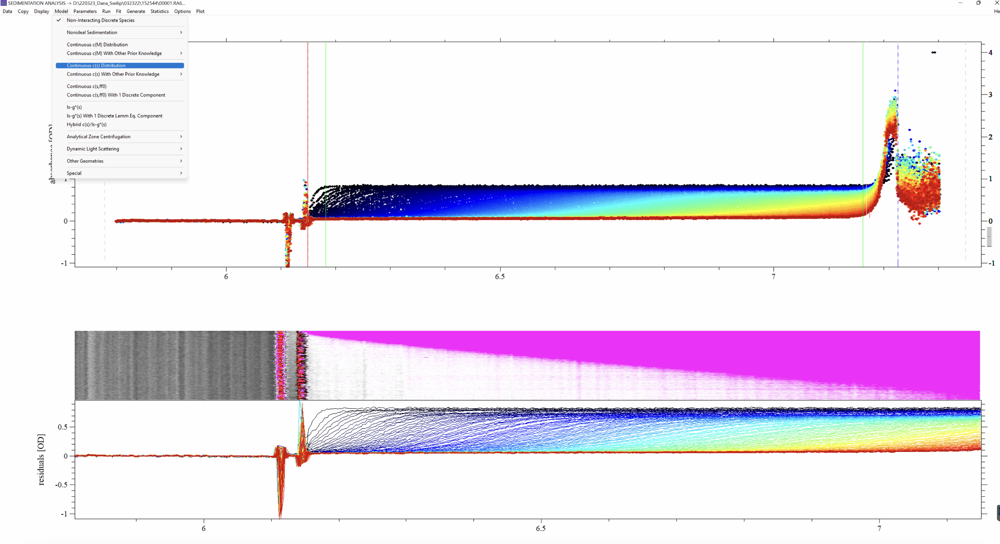 SEDIMENTATION ANALYSIS -> D:\220323_Dana_Swi6p\032322\152544\00001.RA6...
Data Copy Display Model Parameters Run Fit Generate Statistics Options Plot He
✓ Non-Interacting Discrete Species
Nonideal Sedimentation >
Continuous c(M) Distribution
Continuous c(M) With Other Prior Knowledge >
Continuous c(s) Distribution
Continuous c(s) With Other Prior Knowledge >
Continuous c(s,ff0)
Continuous c(s,ff0) With 1 Discrete Component
ls-g*(s)
ls-g*(s) With 1 Discrete Lamm Eq. Component
Hybrid c(s)/ls-g*(s)
Analytical Zone Centrifugation >
Dynamic Light Scattering >
Other Geometries >
Special >
4
3
2
1 1
0 0
-1 -1
6 6.5 7
residuals [OD]
0.5
0
-0.5
-1
6 6.5 7